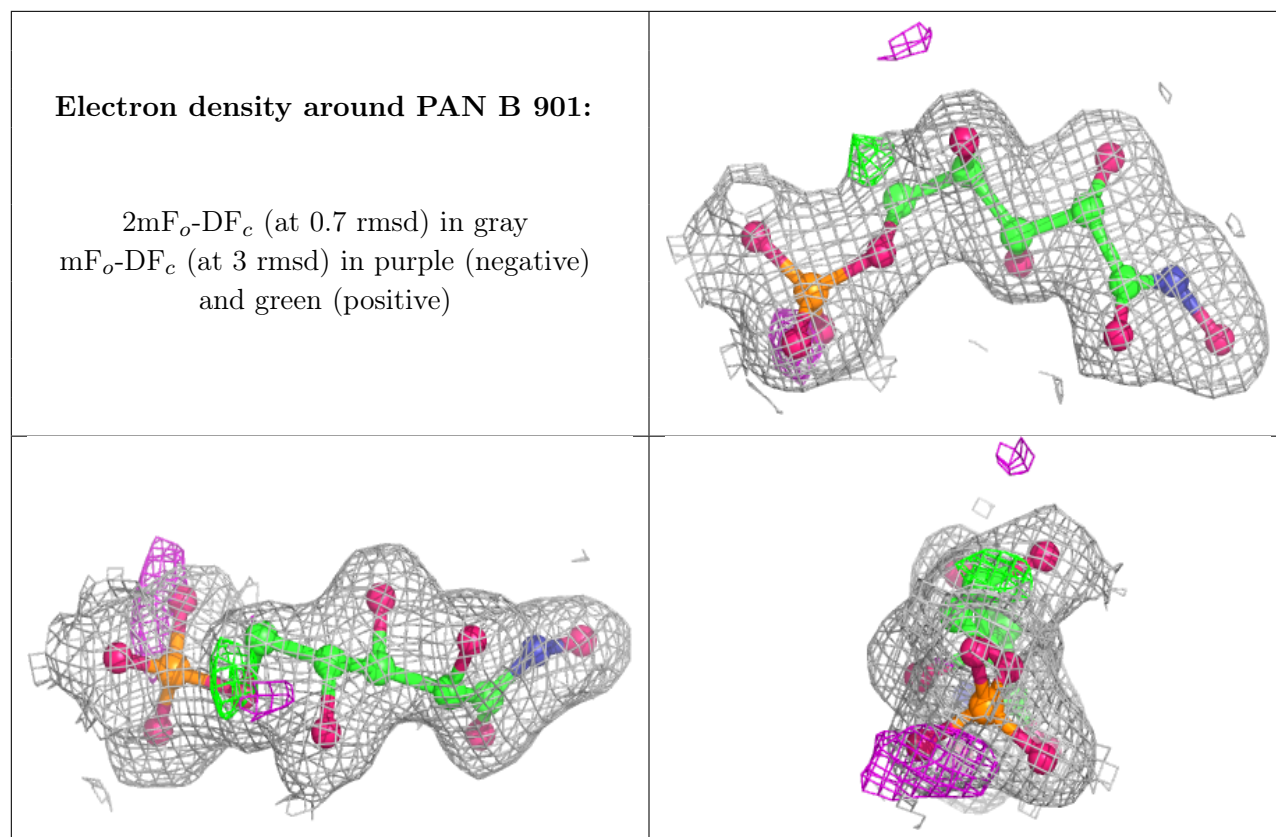 Electron density around PAN B 901:
2mFo-DFc (at 0.7 rmsd) in gray
mFo-DFc (at 3 rmsd) in purple (negative)
and green (positive)